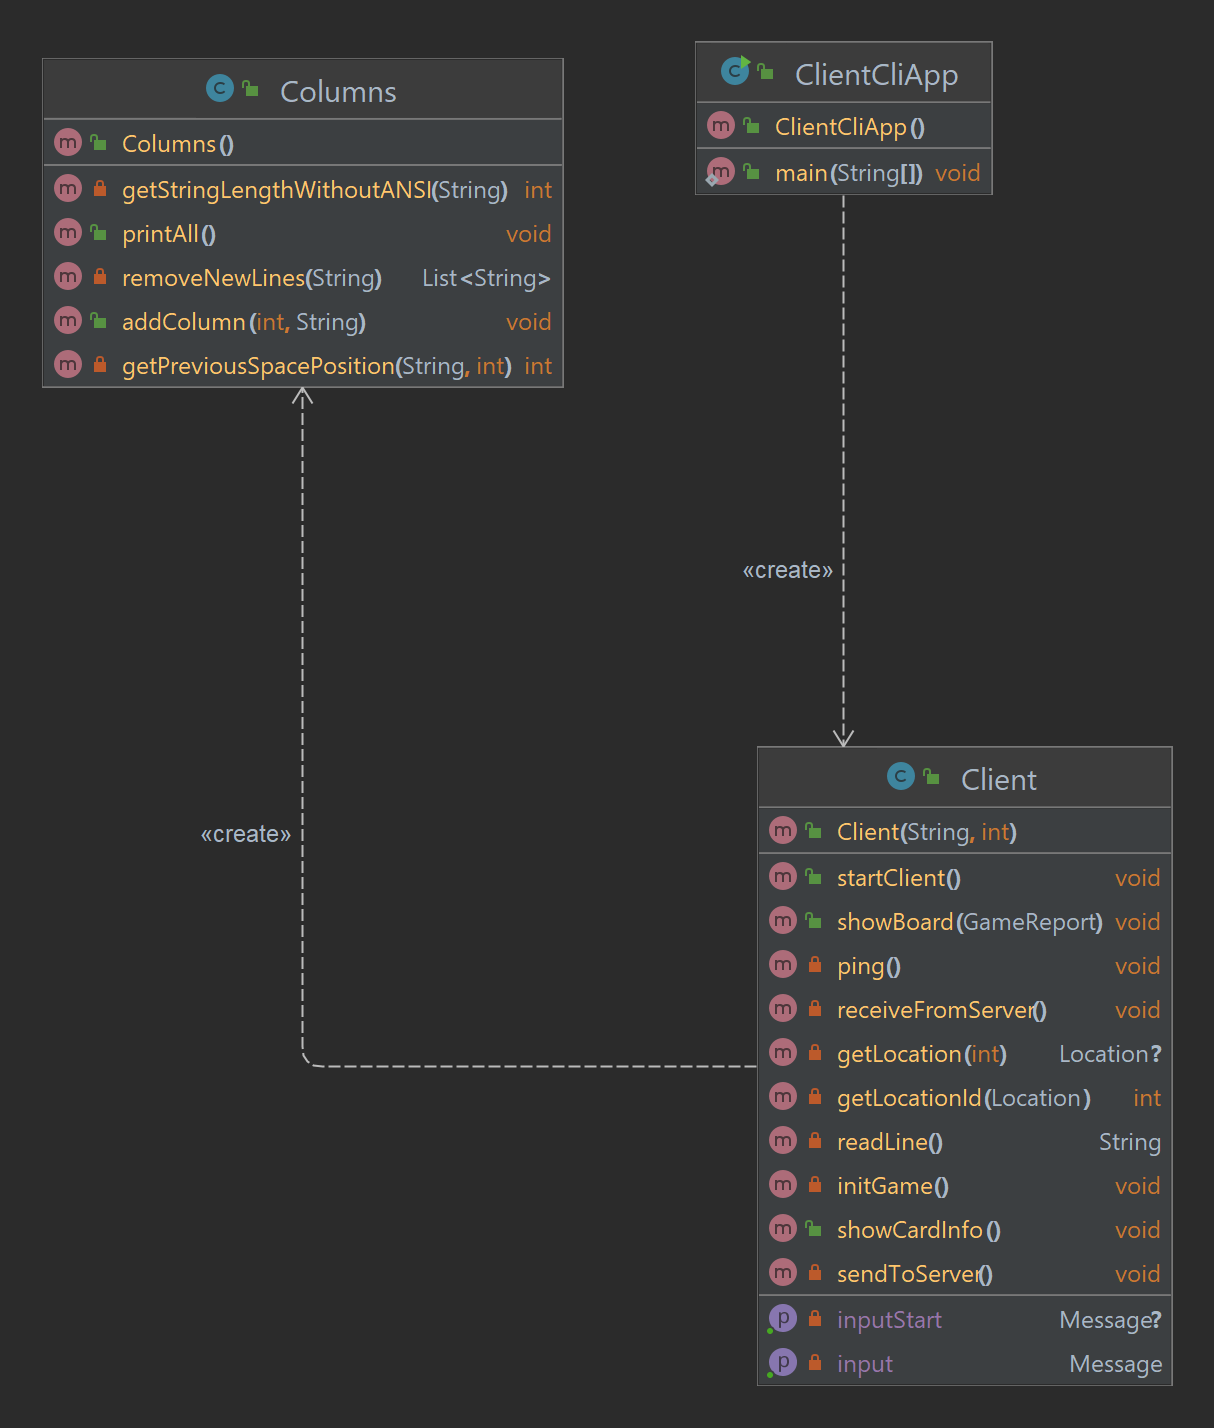 Columns
Columns()
getStringLengthWithoutANSI(String) int
printAll() void
removeNewLines(String) List<String>
addColumn(int, String) void
getPreviousSpacePosition(String, int) int
ClientCliApp
ClientCliApp()
main(String[]) void
«create»
«create»
Client
Client(String, int)
startClient() void
showBoard(GameReport) void
ping() void
receiveFromServer() void
getLocation(int) Location?
getLocationId(Location) int
readLine() String
initGame() void
showCardInfo() void
sendToServer() void
inputStart Message?
input Message